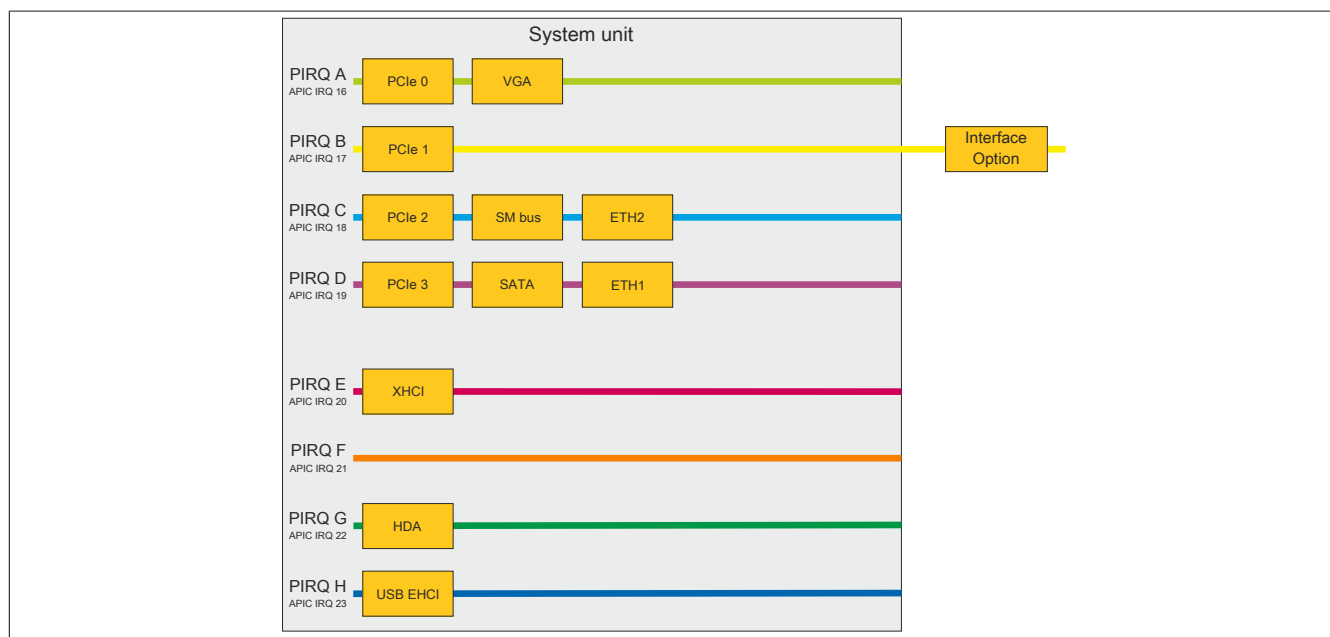 System unit
PIRQ A
APIC IRQ 16
PCIe 0
VGA
PIRQ B
APIC IRQ 17
PCIe 1
Interface
Option
PIRQ C
APIC IRQ 18
PCIe 2
SM bus
ETH2
PIRQ D
APIC IRQ 19
PCIe 3
SATA
ETH1
PIRQ E
APIC IRQ 20
XHCI
PIRQ F
APIC IRQ 21
PIRQ G
APIC IRQ 22
HDA
PIRQ H
APIC IRQ 23
USB EHCI